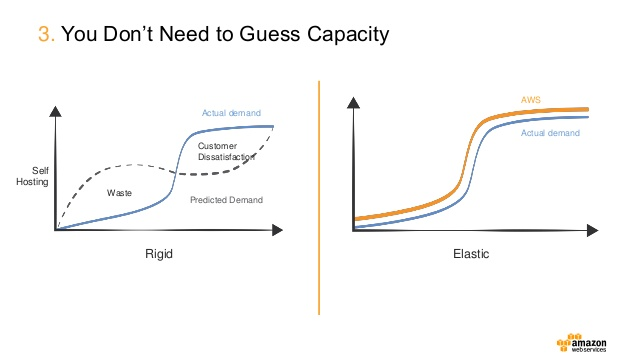 3. You Don’t Need to Guess Capacity
Actual demand
Customer
Dissatisfaction
Self
Hosting
Waste
Predicted Demand
Rigid
AWS
Actual demand
Elastic
amazon
web services